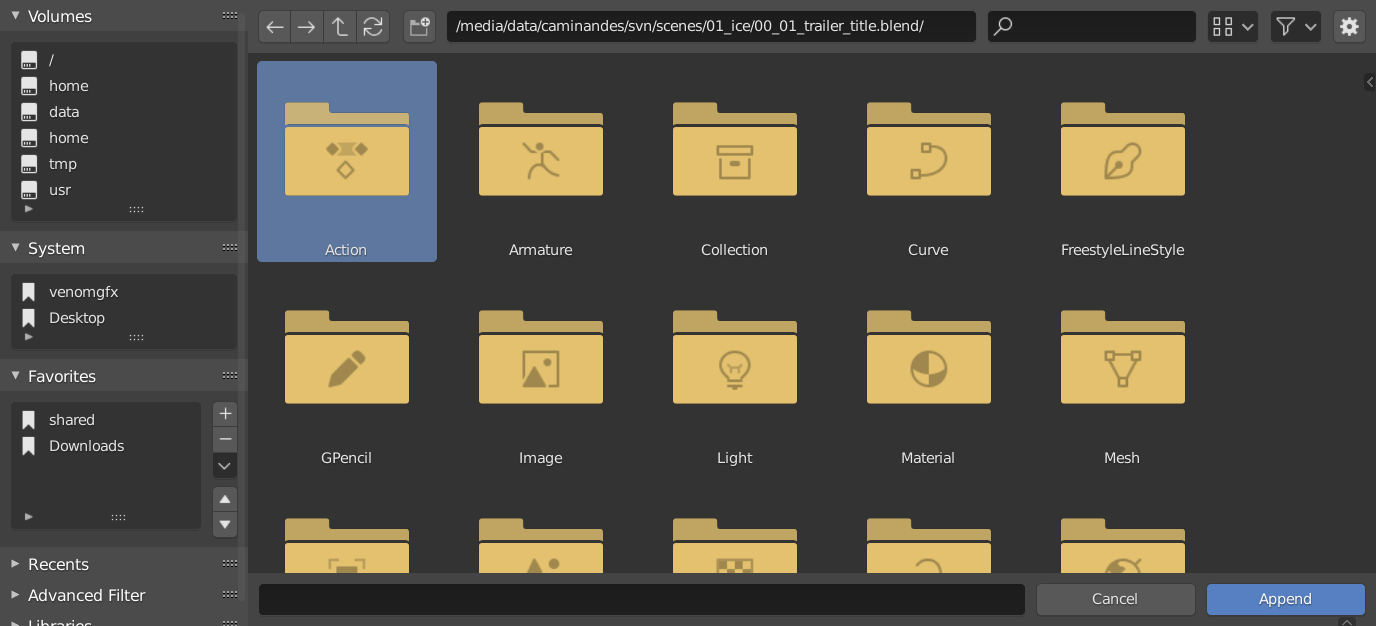 Volumes
/
home
data
home
tmp
usr
System
venomgfx
Desktop
Favorites
shared
Downloads
Recents
Advanced Filter
Libraries
/media/data/caminandes/svn/scenes/01_ice/00_01_trailer_title.blend/
Action
Armature
Collection
Curve
FreestyleLineStyle
GPencil
Image
Light
Material
Mesh
Cancel
Append